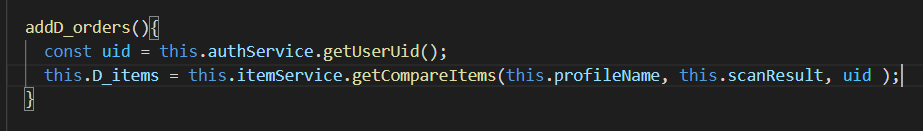 addD_orders(){
const uid = this.authService.getUserUid();
this.D_items = this.itemService.getCompareItems(this.profileName, this.scanResult, uid );
}